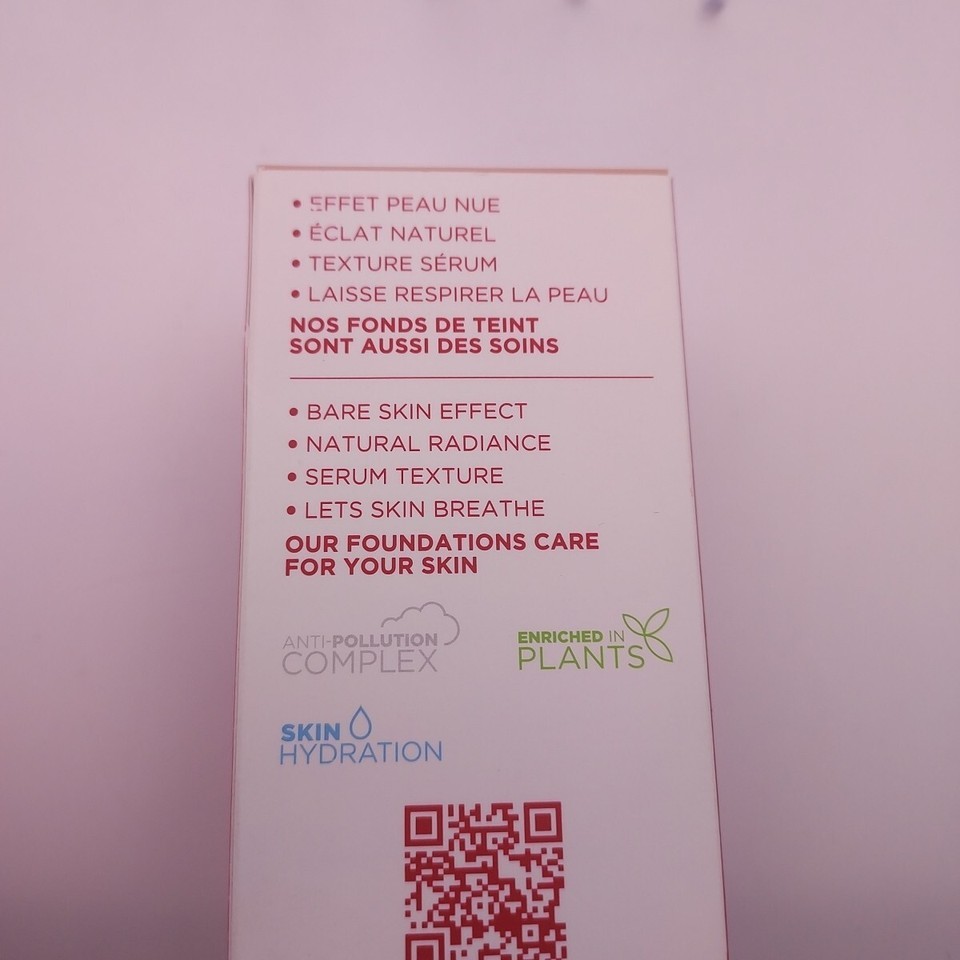 • EFFET PEAU NUE
• ÉCLAT NATUREL
• TEXTURE SÉRUM
• LAISSE RESPIRER LA PEAU
NOS FONDS DE TEINT
SONT AUSSI DES SOINS
• BARE SKIN EFFECT
• NATURAL RADIANCE
• SERUM TEXTURE
• LETS SKIN BREATHE
OUR FOUNDATIONS CARE
FOR YOUR SKIN
ANTI-POLLUTION
COMPLEX
ENRICHED IN
PLANTS
SKIN
HYDRATION